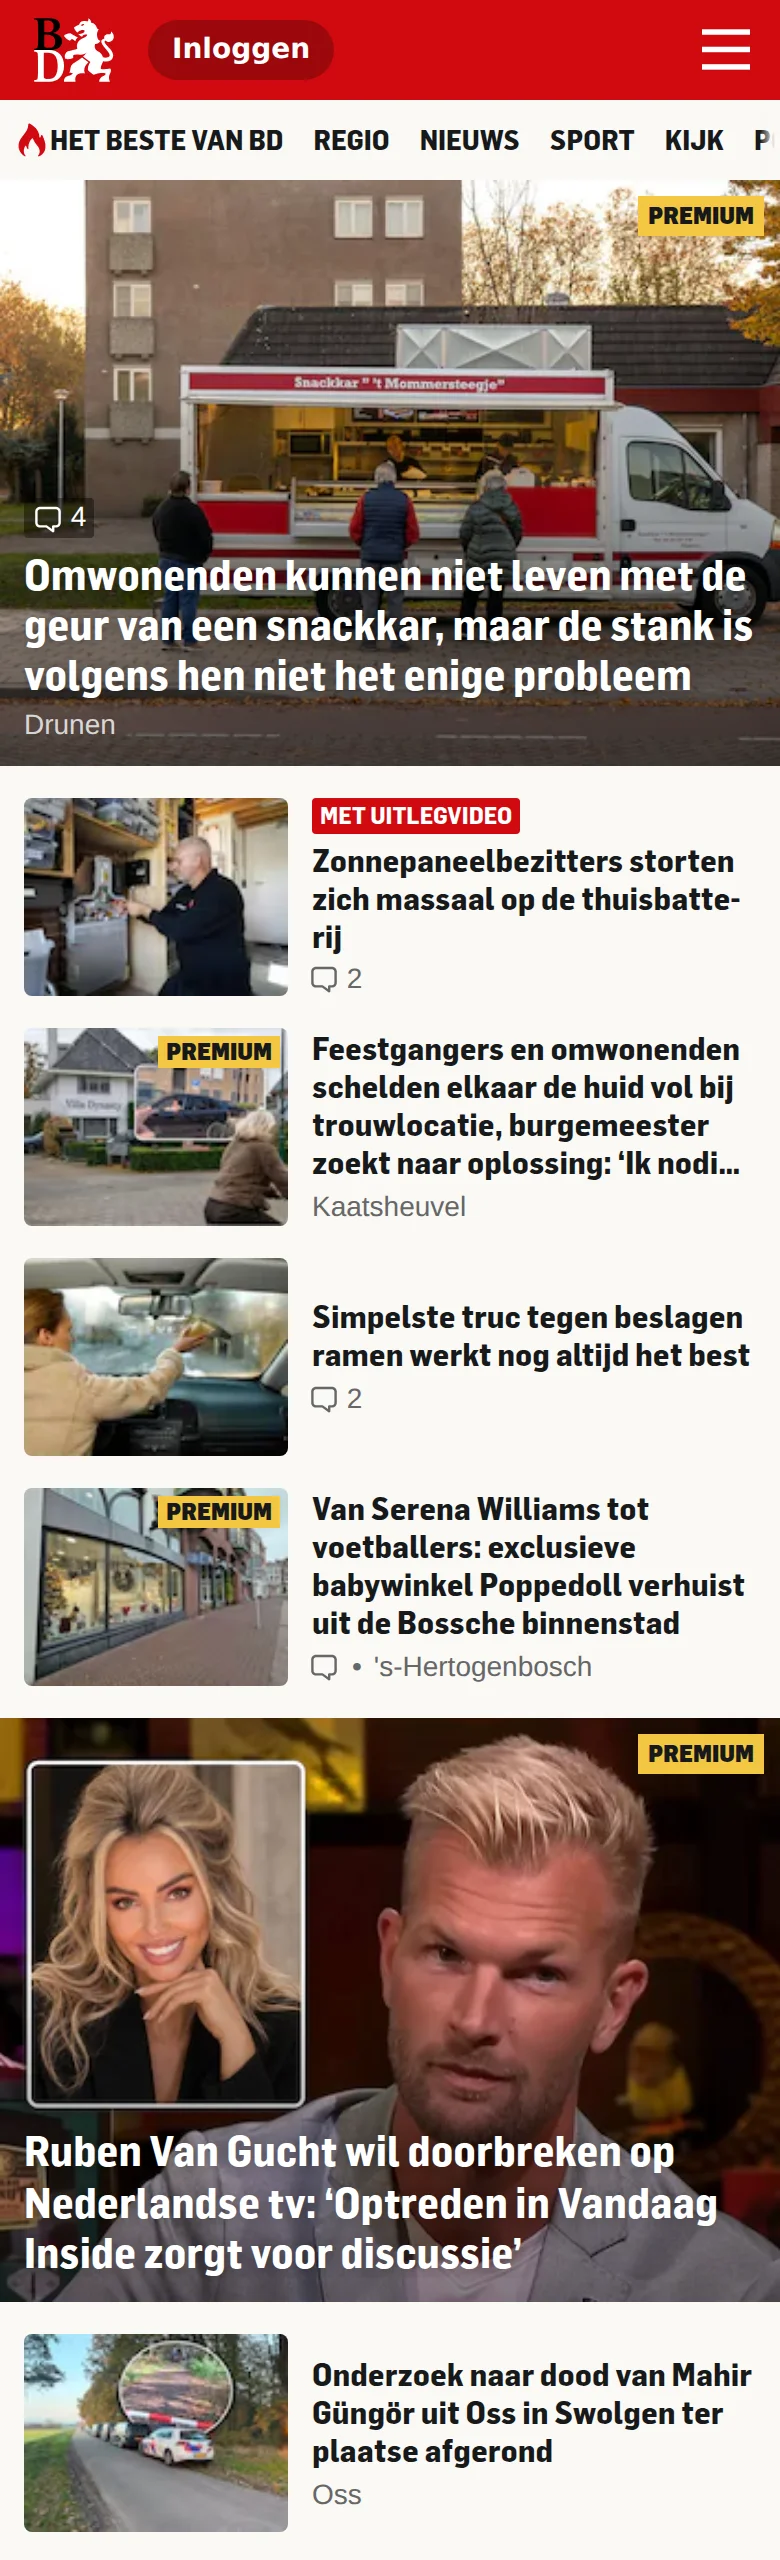 BD
Inloggen
HET BESTE VAN BD REGIO NIEUWS SPORT KIJK
PREMIUM
Snackkar " 't Mommersteegje"
4
Omwonenden kunnen niet leven met de
geur van een snackkar, maar de stank is
volgens hen niet het enige probleem
Drunen
MET UITLEGVIDEO
Zonnepaneelbezitters storten
zich massaal op de thuisbatte-
rij
2
PREMIUM
Villa Dynasty
Feestgangers en omwonenden
schelden elkaar de huid vol bij
trouwlocatie, burgemeester
zoekt naar oplossing: ‘Ik nodi...
Kaatsheuvel
Simpelste truc tegen beslagen
ramen werkt nog altijd het best
2
PREMIUM
Van Serena Williams tot
voetballers: exclusieve
babywinkel Poppedoll verhuist
uit de Bossche binnenstad
• 's-Hertogenbosch
PREMIUM
Ruben Van Gucht wil doorbreken op
Nederlandse tv: ‘Optreden in Vandaag
Inside zorgt voor discussie’
Onderzoek naar dood van Mahir
Güngör uit Oss in Swolgen ter
plaatse afgerond
Oss